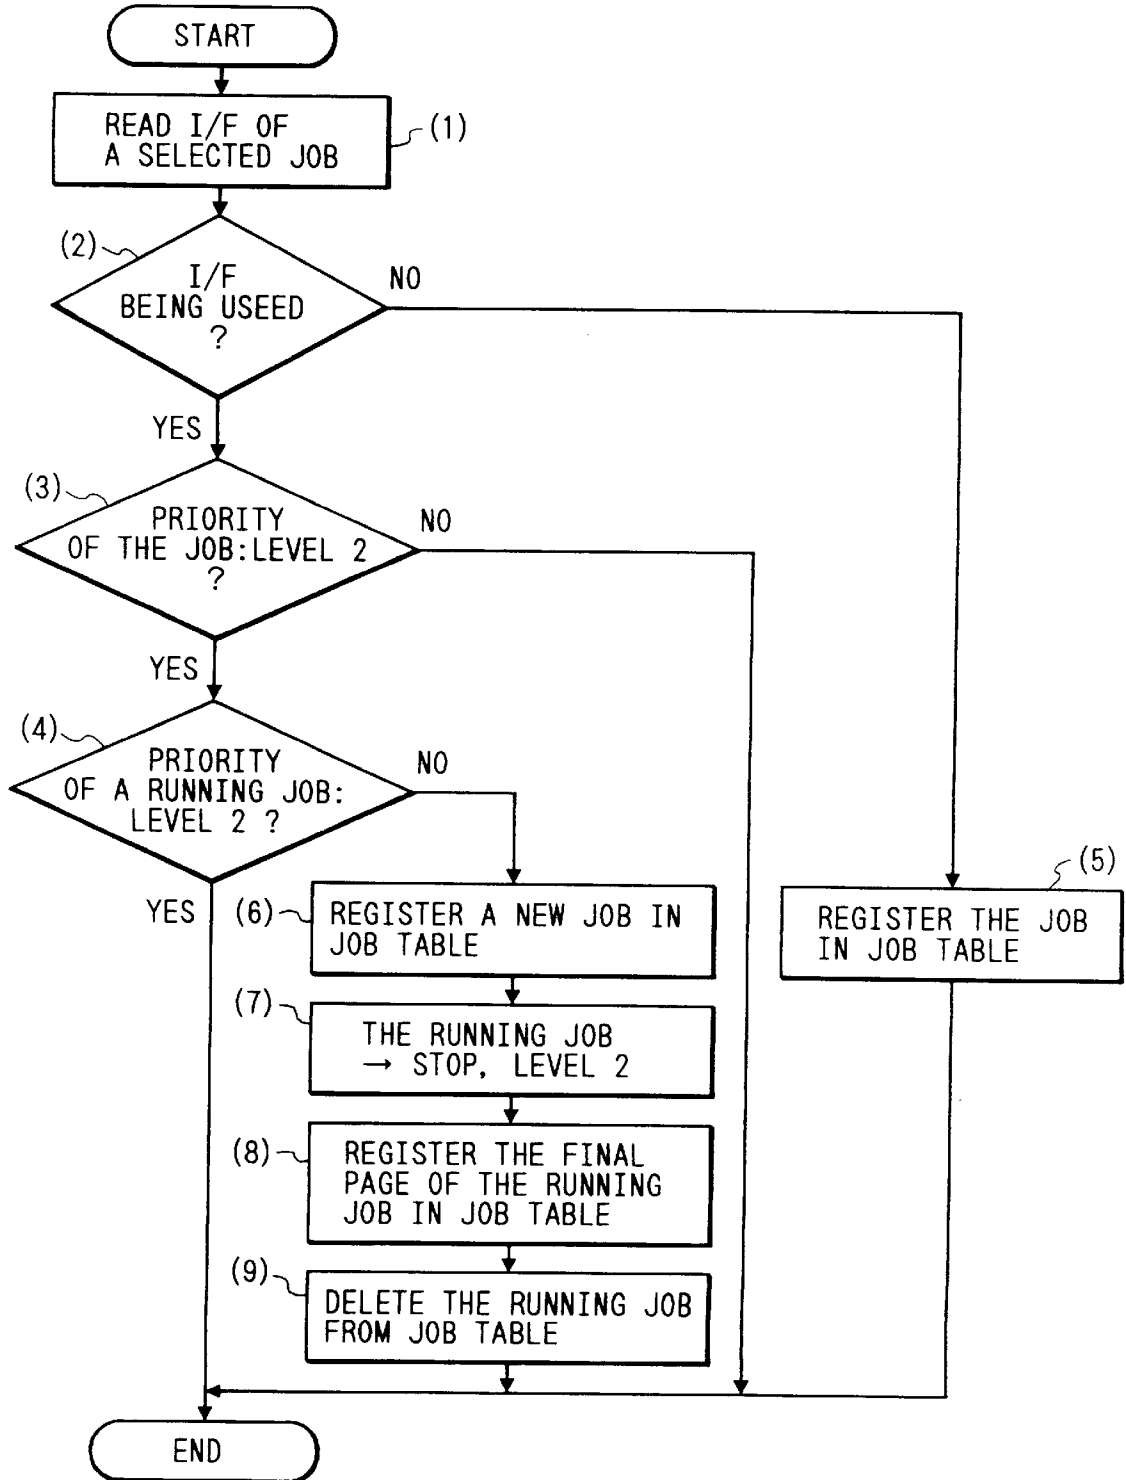 START
READ I/F OF
A SELECTED JOB
(1)
(2)
I/F
BEING USEED
?
NO
YES
(3)
PRIORITY
OF THE JOB:LEVEL 2
?
NO
YES
(4)
PRIORITY
OF A RUNNING JOB:
LEVEL 2 ?
NO
YES
(5)
REGISTER THE JOB
IN JOB TABLE
(6)
REGISTER A NEW JOB IN
JOB TABLE
(7)
THE RUNNING JOB
→ STOP, LEVEL 2
(8)
REGISTER THE FINAL
PAGE OF THE RUNNING
JOB IN JOB TABLE
(9)
DELETE THE RUNNING JOB
FROM JOB TABLE
END